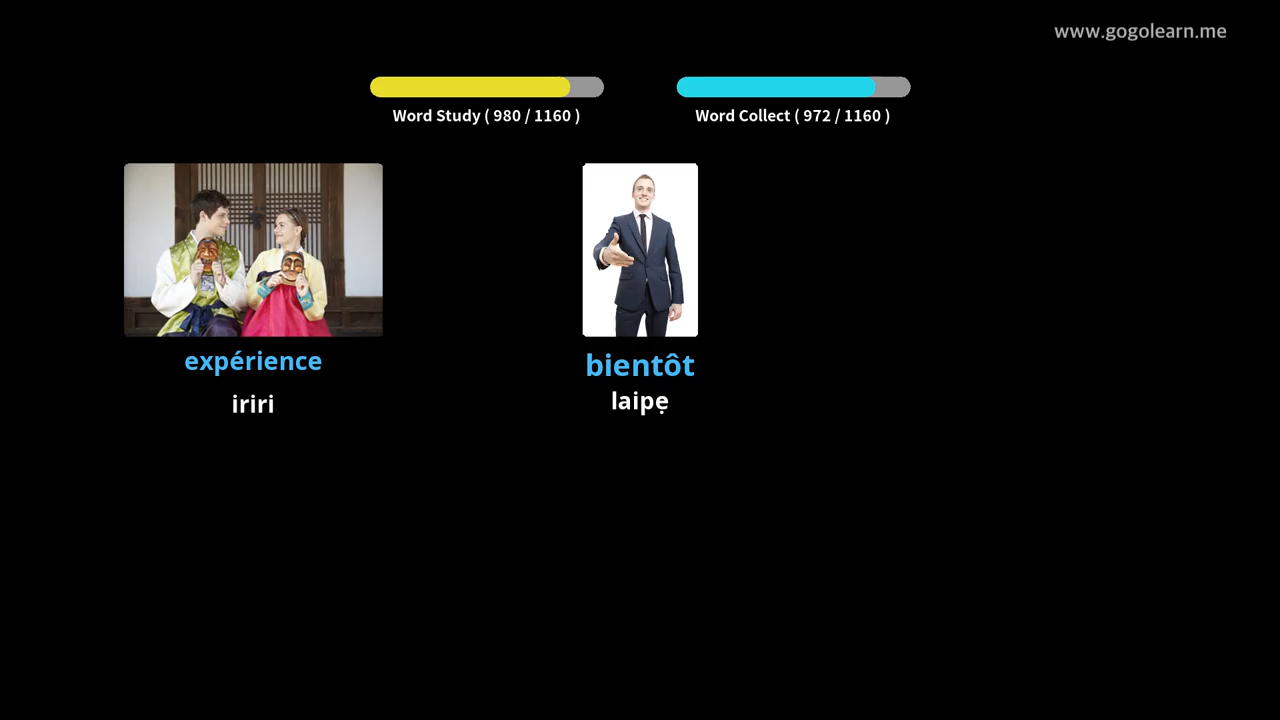 www.gogolearn.me
Word Study ( 980 / 1160 )
Word Collect ( 972 / 1160 )
expérience
iriri
bientôt
laipẹ